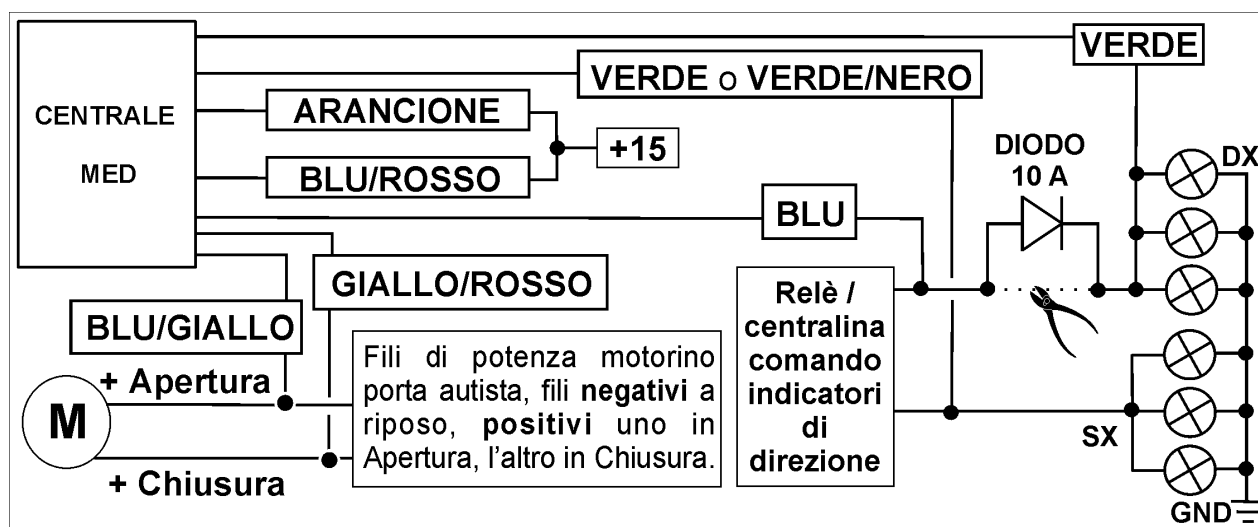 VERDE
VERDE o VERDE/NERO
CENTRALE
MED
ARANCIONE
+15
BLU/ROSSO
DIODO
10 A
DX
BLU
GIALLO/ROSSO
BLU/GIALLO
+ Apertura
M
+ Chiusura
Fili di potenza motorino
porta autista, fili negativi a
riposo, positivi uno in
Apertura, l'altro in Chiusura.
Relè /
centralina
comando
indicatori
di
direzione
SX
GND